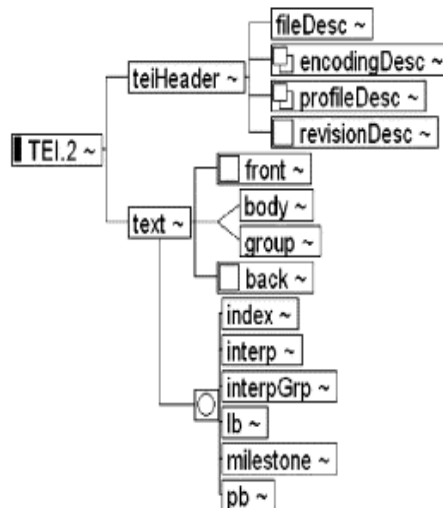 fileDesc ~
encodingDesc ~
teiHeader ~
profileDesc ~
revisionDesc ~
TEI.2 ~
front ~
body ~
text ~
group ~
back ~
index ~
interp ~
interpGrp ~
lb ~
milestone ~
pb ~